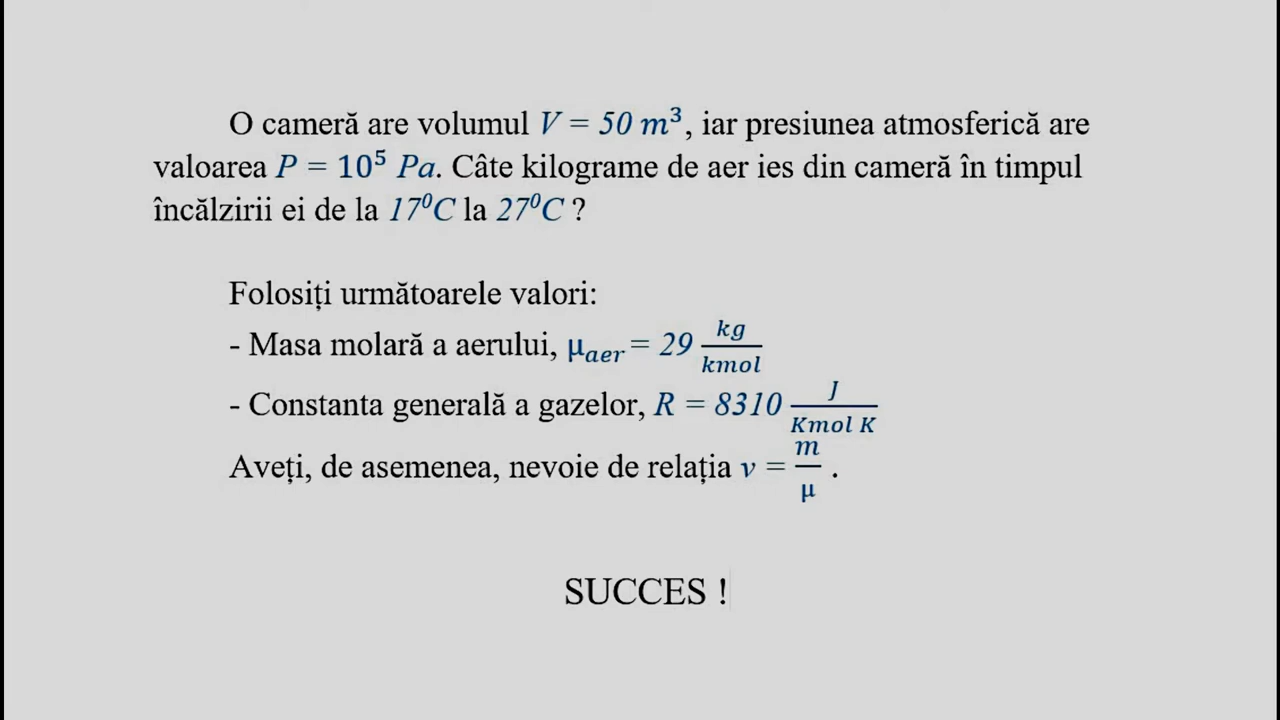 O cameră are volumul V = 50 m³, iar presiunea atmosferică are
valoarea P = 10⁵ Pa. Câte kilograme de aer ies din cameră în timpul
încălzirii ei de la 17⁰C la 27⁰C ?
Folosiți următoarele valori:
- Masa molară a aerului, μₐₑᵣ = 29 kg/kmol
- Constanta generală a gazelor, R = 8310 J/Kmol K
Aveți, de asemenea, nevoie de relația ν = m/μ .
SUCCES !